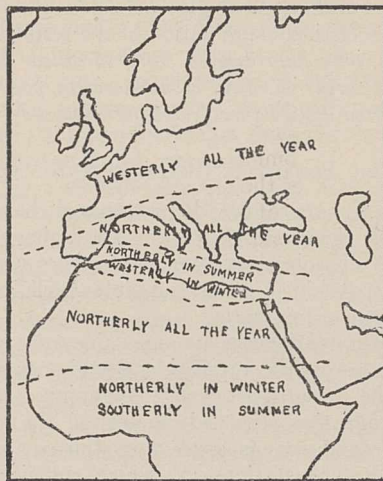 WESTERLY ALL THE YEAR
NORTHERLY ALL THE YEAR
NORTHERLY IN SUMMER
WESTERLY IN WINTER
NORTHERLY ALL THE YEAR
NORTHERLY IN WINTER
SOUTHERLY IN SUMMER